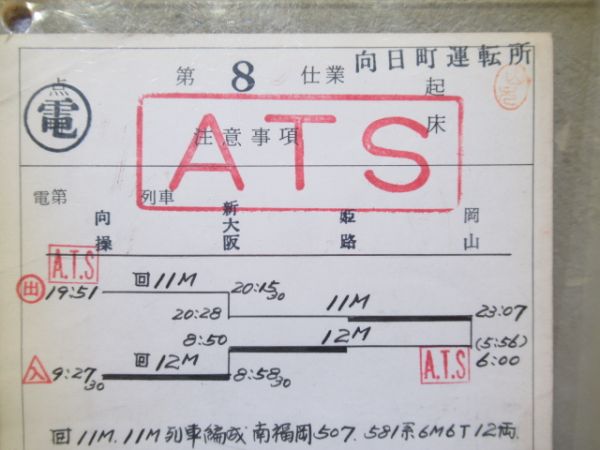 第 8 仕業 向日町運転所
点 起
電
床
注意事項
ATS
電第 列車
向操 新大阪 姫路 岡山
A.T.S
出 19:51 回11M 20:15 30
20:28 11M 23:07
8:50 12M (5:56)
A.T.S 6:00
入 9:27 30 回12M 8:58 30
回11M. 11M列車編成 南福岡507. 581系6M6T12両